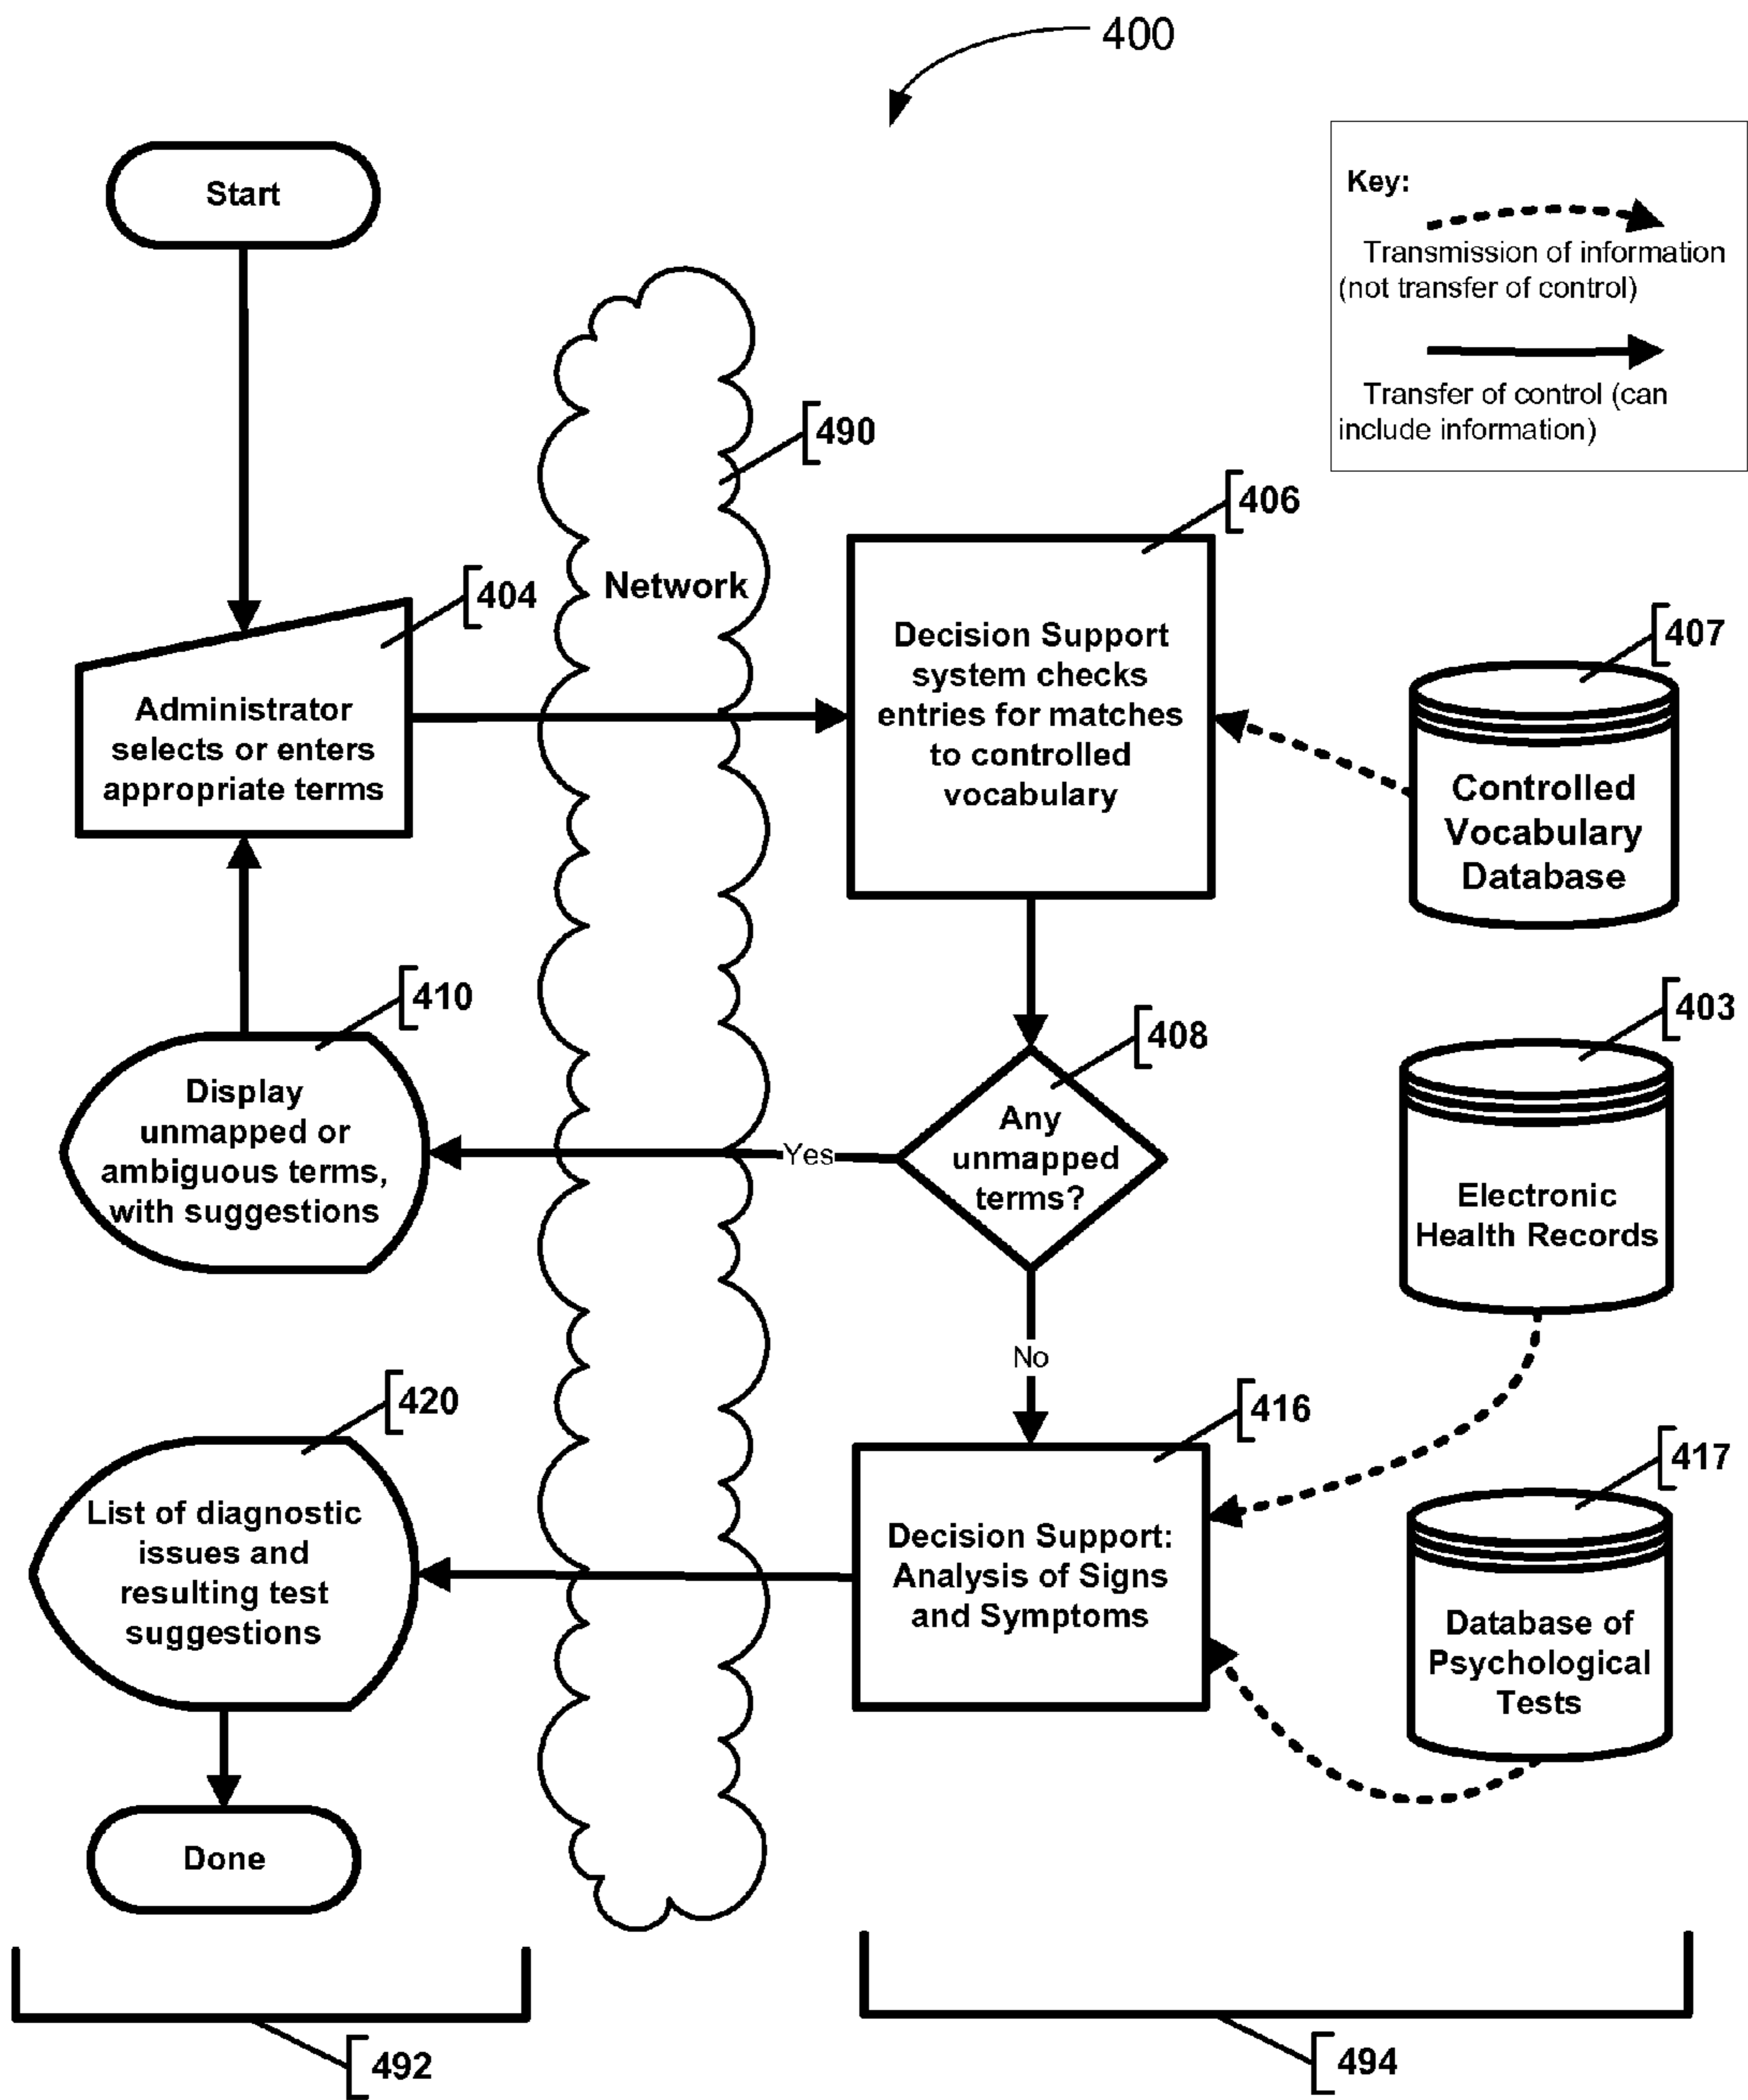 400
Start
Key:
Transmission of information
(not transfer of control)
Transfer of control (can
include information)
490
406
Network
404
Administrator
selects or enters
appropriate terms
Decision Support
system checks
entries for matches
to controlled
vocabulary
407
Controlled
Vocabulary
Database
410
Display
unmapped or
ambiguous terms,
with suggestions
Yes
408
Any
unmapped
terms?
No
403
Electronic
Health Records
420
List of diagnostic
issues and
resulting test
suggestions
416
Decision Support:
Analysis of Signs
and Symptoms
417
Database of
Psychological
Tests
Done
492
494